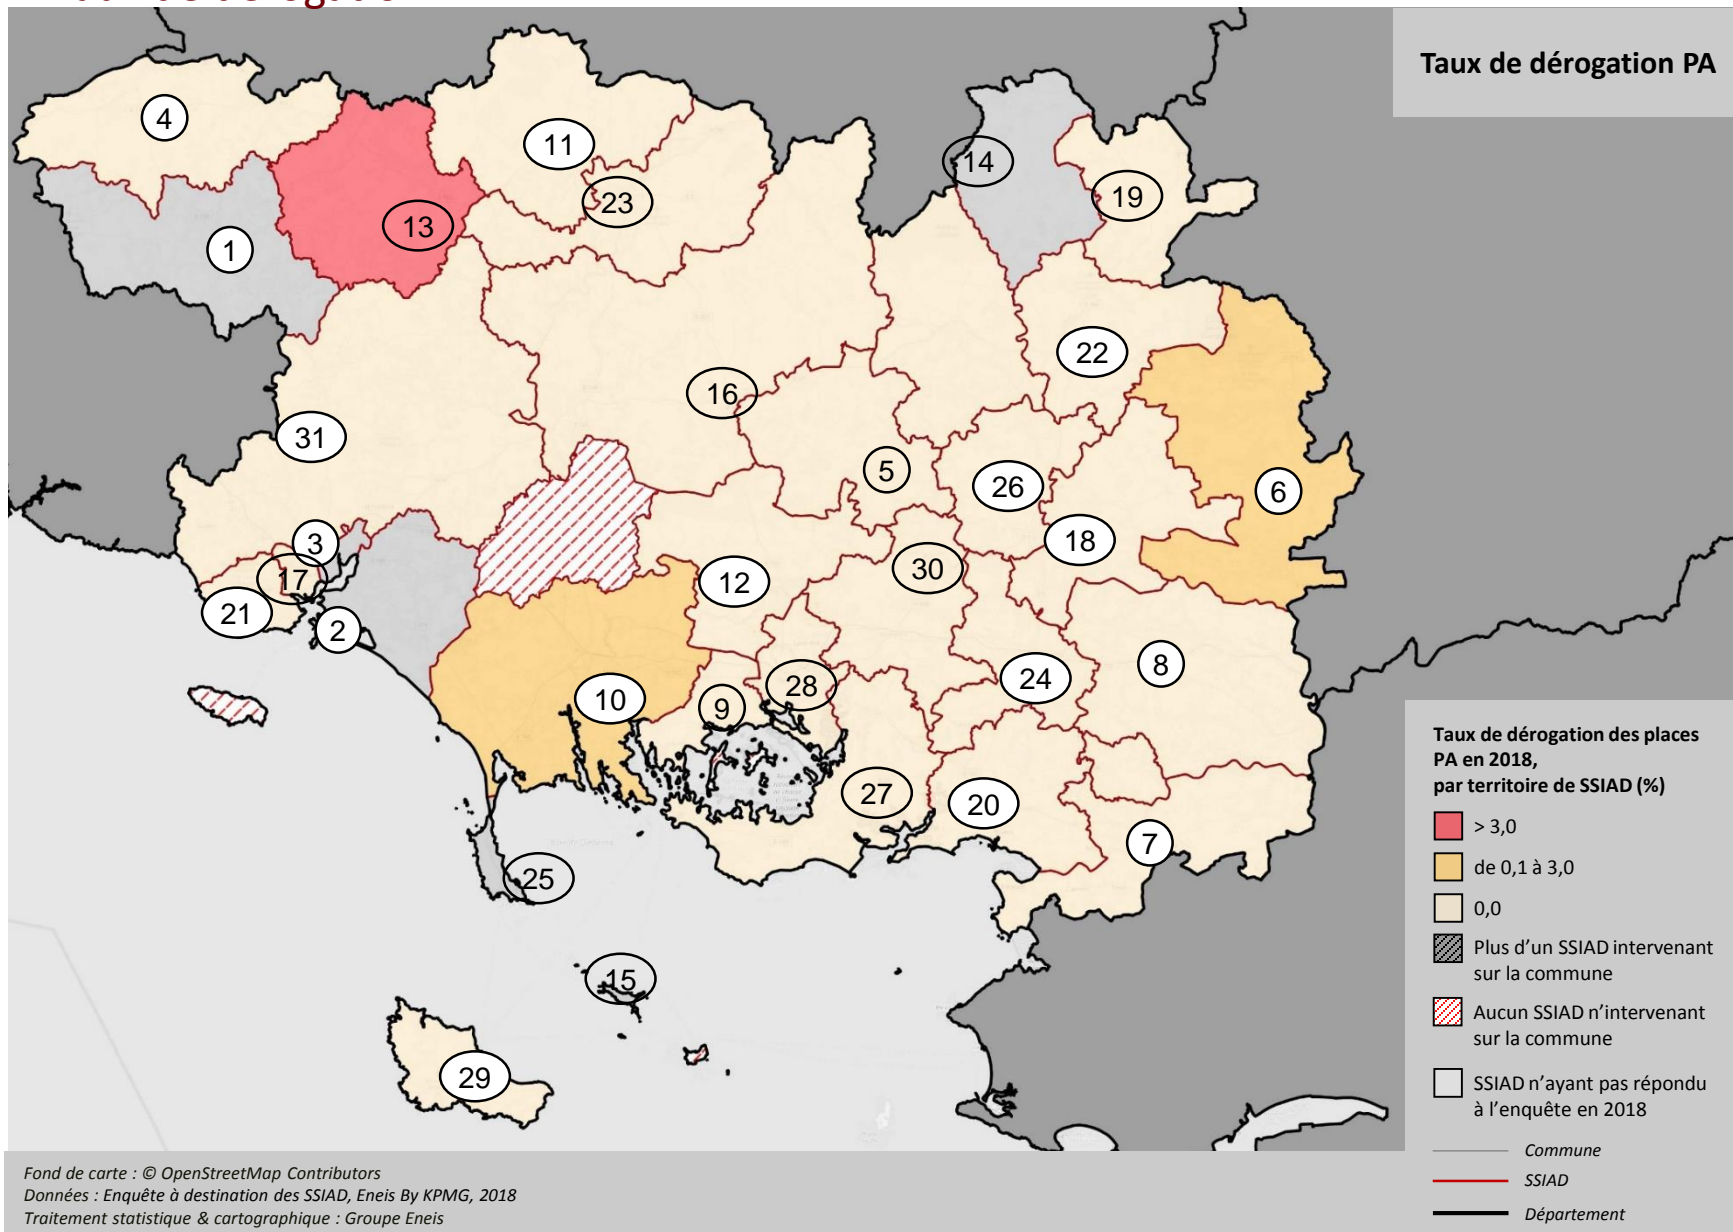 Taux de dérogation PA
4
11
14
23
19
13
1
22
16
31
5
26
6
3
18
17
30
12
21
2
8
24
28
10
9
27
20
7
25
15
29
Taux de dérogation des places
PA en 2018,
par territoire de SSIAD (%)
> 3,0
de 0,1 à 3,0
0,0
Plus d’un SSIAD intervenant
sur la commune
Aucun SSIAD n’intervenant
sur la commune
SSIAD n’ayant pas répondu
à l’enquête en 2018
Commune
SSIAD
Département
Fond de carte : © OpenStreetMap Contributors
Données : Enquête à destination des SSIAD, Eneis By KPMG, 2018
Traitement statistique & cartographique : Groupe Eneis